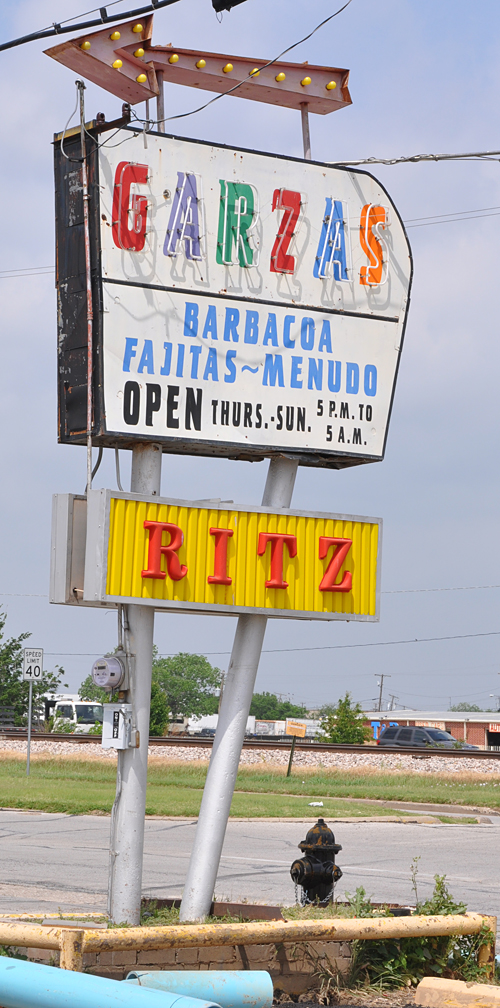 GARZAS
BARBACOA
FAJITAS~MENUDO
OPEN THURS.-SUN. 5 P.M. TO
5 A.M.
RITZ
SPEED
LIMIT
40